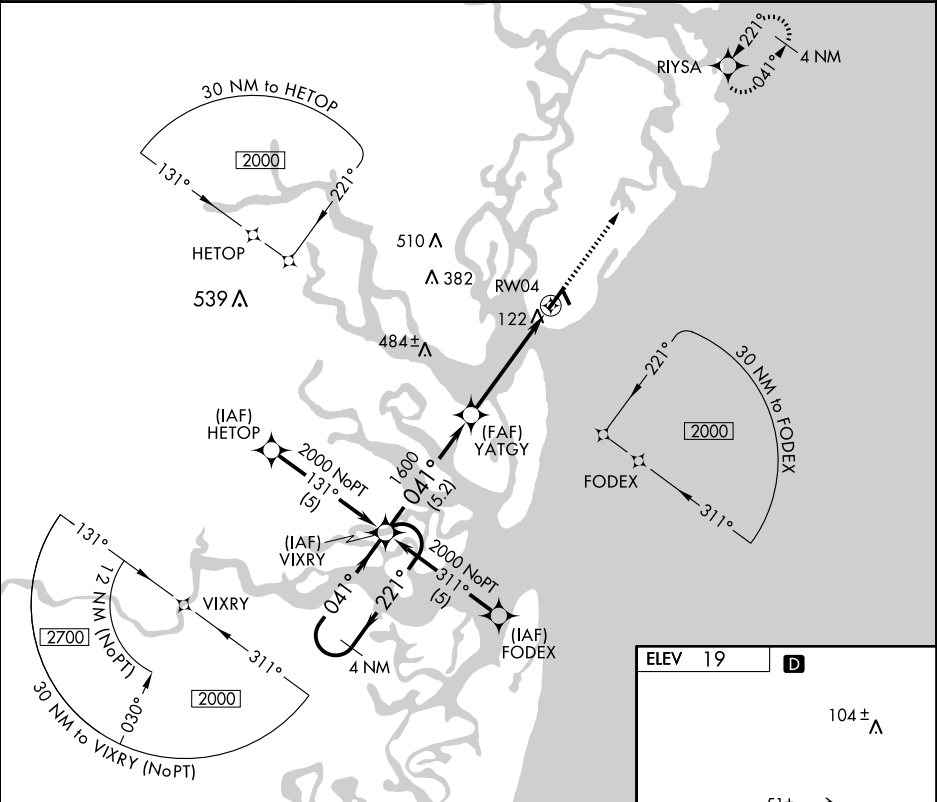 221°
RIYSA
4 NM
041°
30 NM to HETOP
2000
131°
221°
HETOP
510
382
539
RW04
122
484±
(IAF)
HETOP
2000 NoPT
131°
(5)
1600
041°
(5.2)
(FAF)
YATGY
221°
30 NM to FODEX
2000
FODEX
311°
(IAF)
VIXRY
2000 NoPT
311°
(5)
041°
221°
4 NM
(IAF)
FODEX
131°
12 NM (NoPT)
VIXRY
2700
311°
2000
030°
30 NM to VIXRY (NoPT)
ELEV 19
D
104±
51±